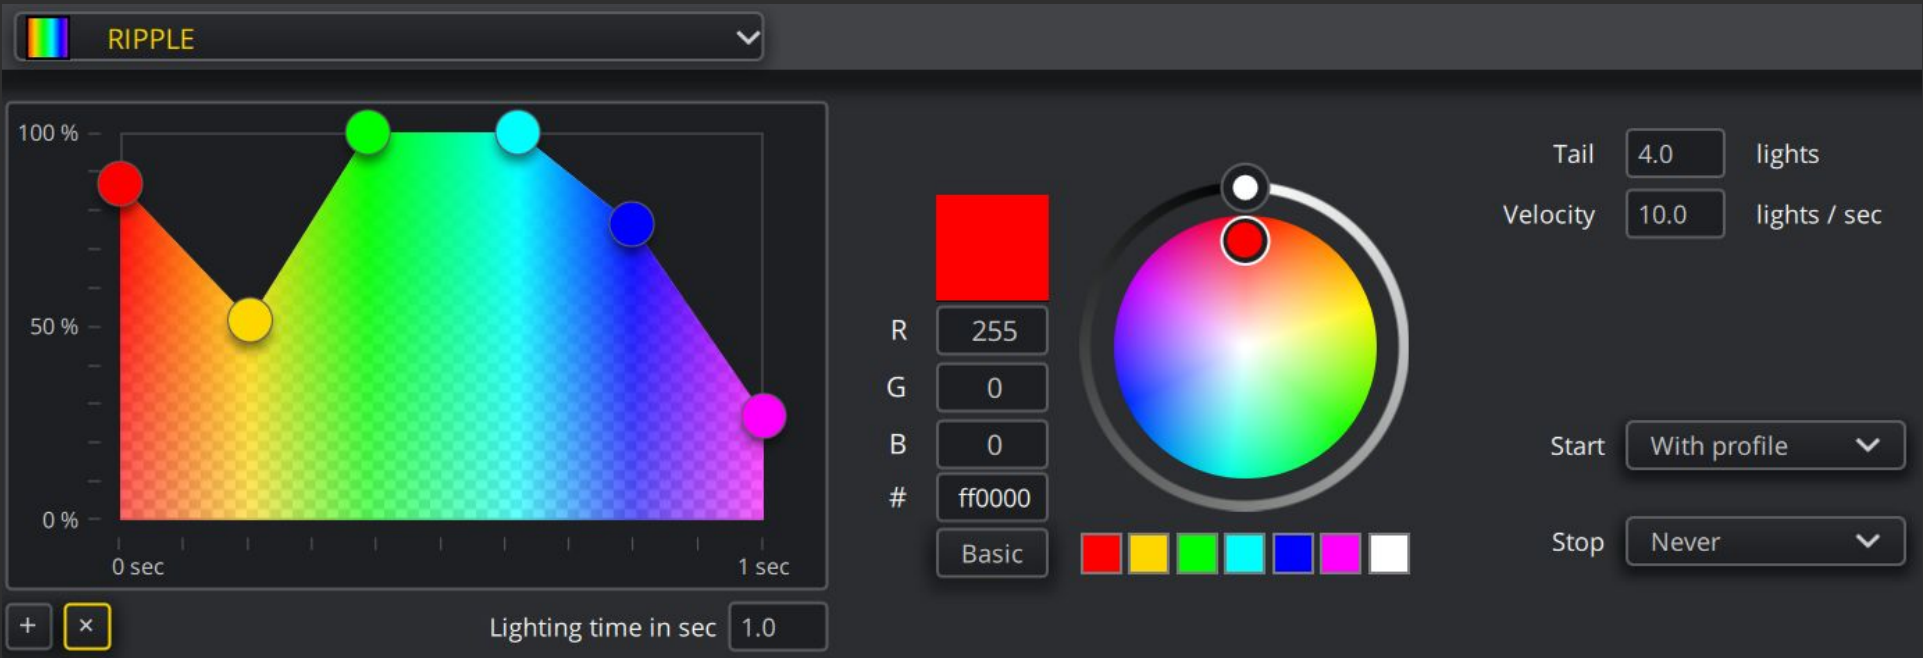 RIPPLE
100 %
50 %
0 %
0 sec
1 sec
+
×
Lighting time in sec 1.0
R 255
G 0
B 0
# ff0000
Basic
Tail 4.0 lights
Velocity 10.0 lights / sec
Start With profile
Stop Never